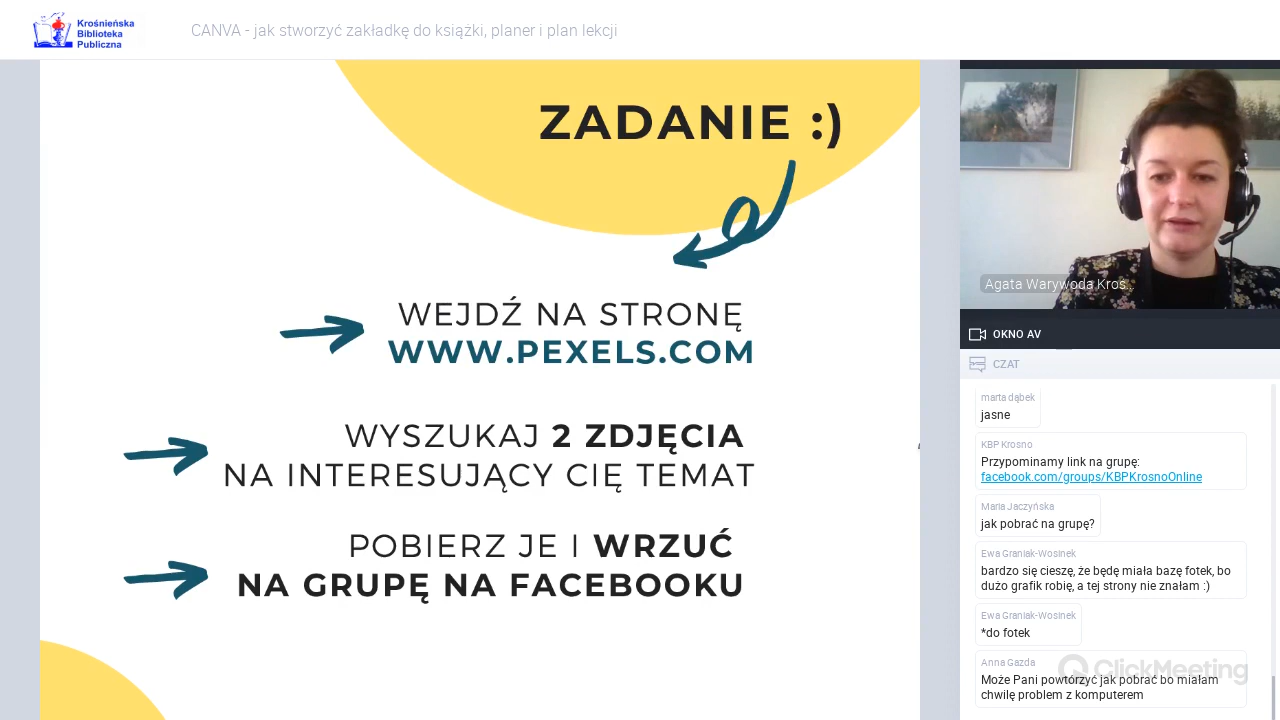 Krośnieńska
Biblioteka
Publiczna
CANVA - jak stworzyć zakładkę do książki, planer i plan lekcji
ZADANIE :)
WEJDŹ NA STRONĘ
WWW.PEXELS.COM
WYSZUKAJ 2 ZDJĘCIA
NA INTERESUJĄCY CIĘ TEMAT
POBIERZ JE I WRZUĆ
NA GRUPĘ NA FACEBOOKU
Agata Warywoda Kros...
OKNO AV
CZAT
marta dąbek
jasne
KBP Krosno
Przypominamy link na grupę:
facebook.com/groups/KBPKrosnoOnline
Maria Jaczyńska
jak pobrać na grupę?
Ewa Graniak-Wosinek
bardzo się cieszę, że będę miała bazę fotek, bo
dużo grafik robię, a tej strony nie znałam :)
Ewa Graniak-Wosinek
*do fotek
Anna Gazda
Może Pani powtórzyć jak pobrać bo miałam
chwilę problem z komputerem
ClickMeeting